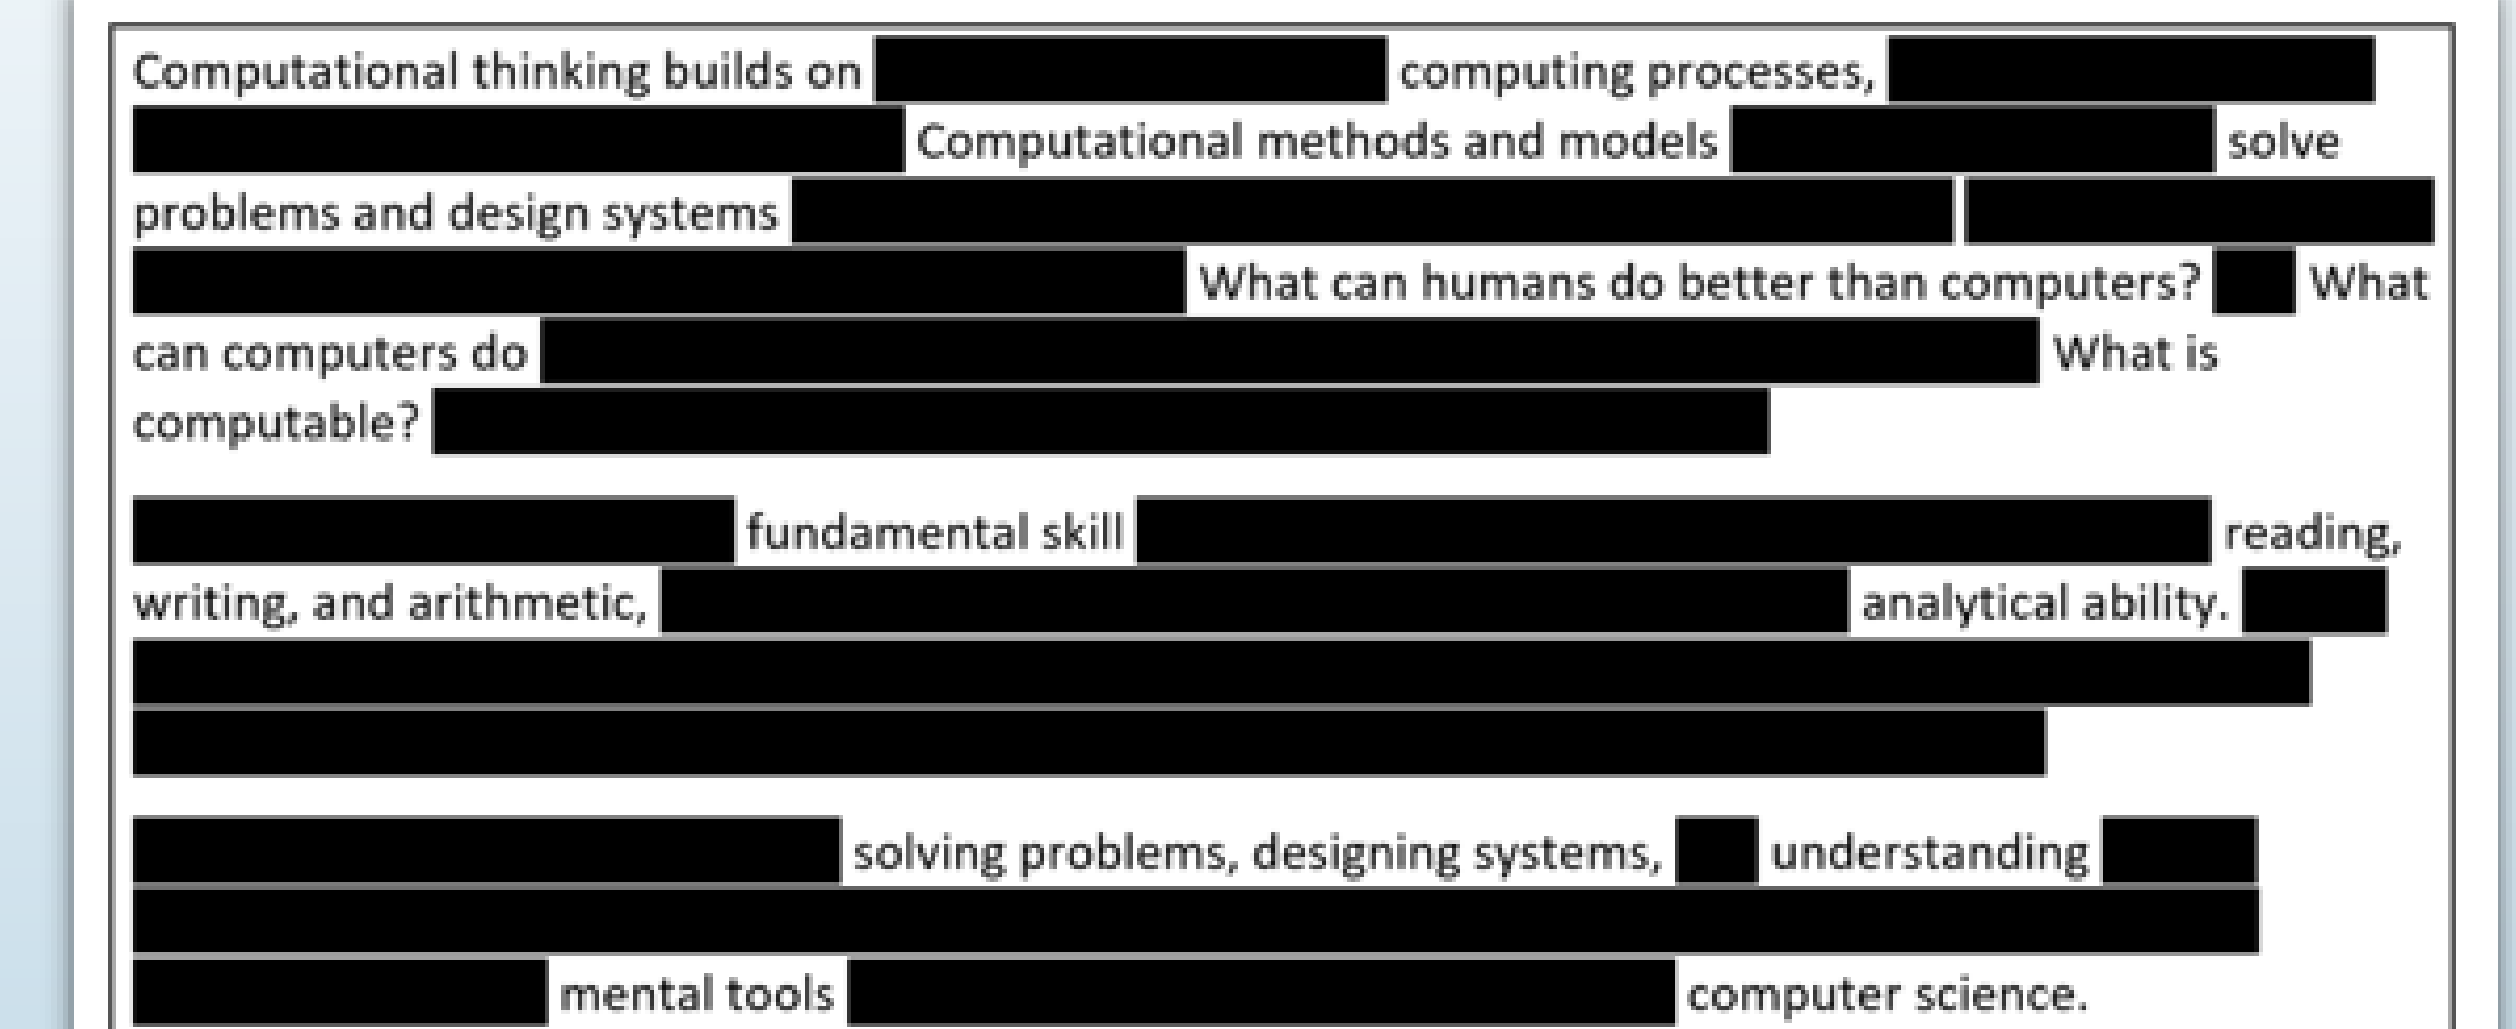 Computational thinking builds on computing processes,
Computational methods and models solve
problems and design systems
What can humans do better than computers? What
can computers do What is
computable?
fundamental skill reading,
writing, and arithmetic, analytical ability.
solving problems, designing systems, understanding
mental tools computer science.